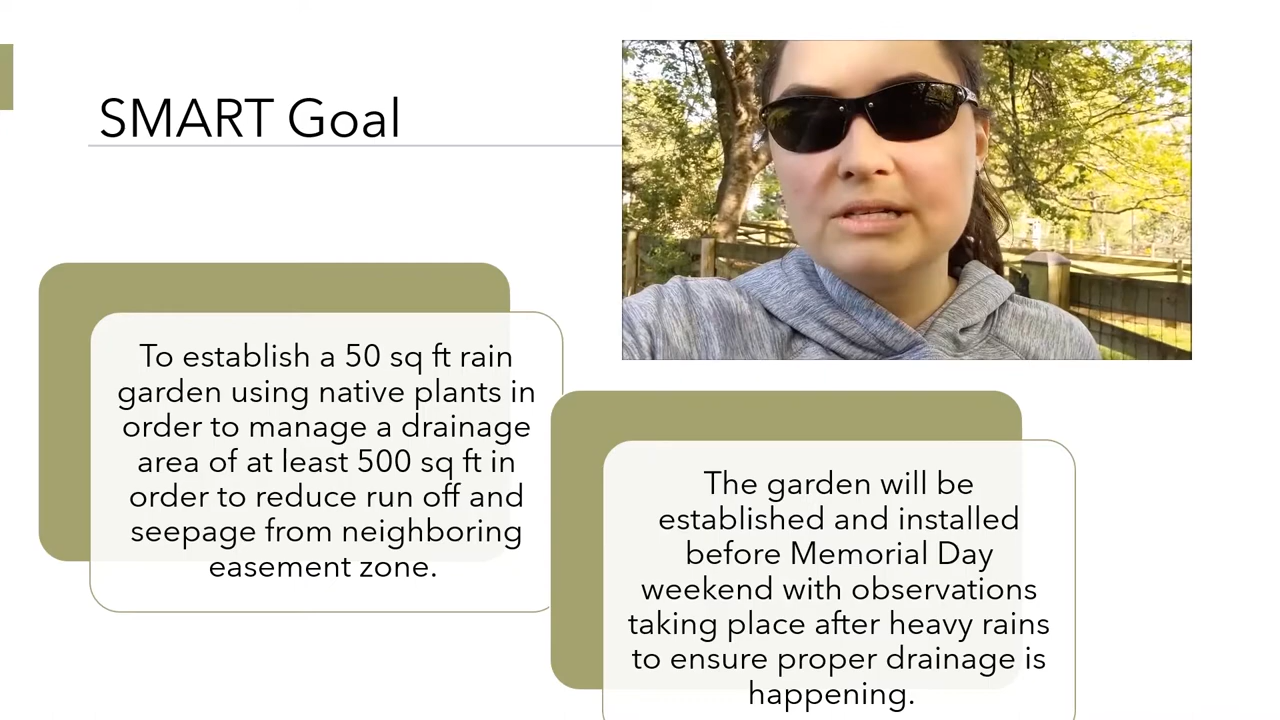 SMART Goal
To establish a 50 sq ft rain
garden using native plants in
order to manage a drainage
area of at least 500 sq ft in
order to reduce run off and
seepage from neighboring
easement zone.
The garden will be
established and installed
before Memorial Day
weekend with observations
taking place after heavy rains
to ensure proper drainage is
happening.